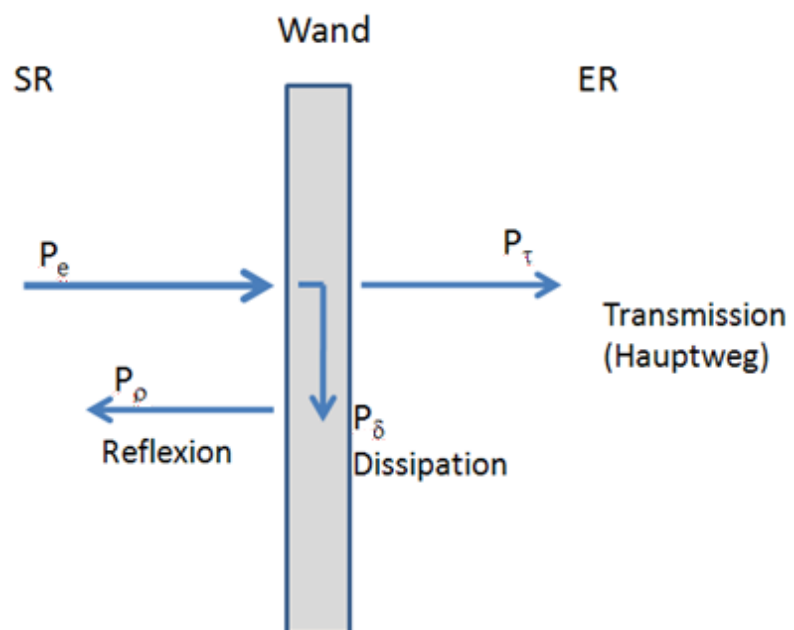 Wand
SR
ER
Pe
Pτ
Transmission
(Hauptweg)
Pρ
Reflexion
Pδ
Dissipation